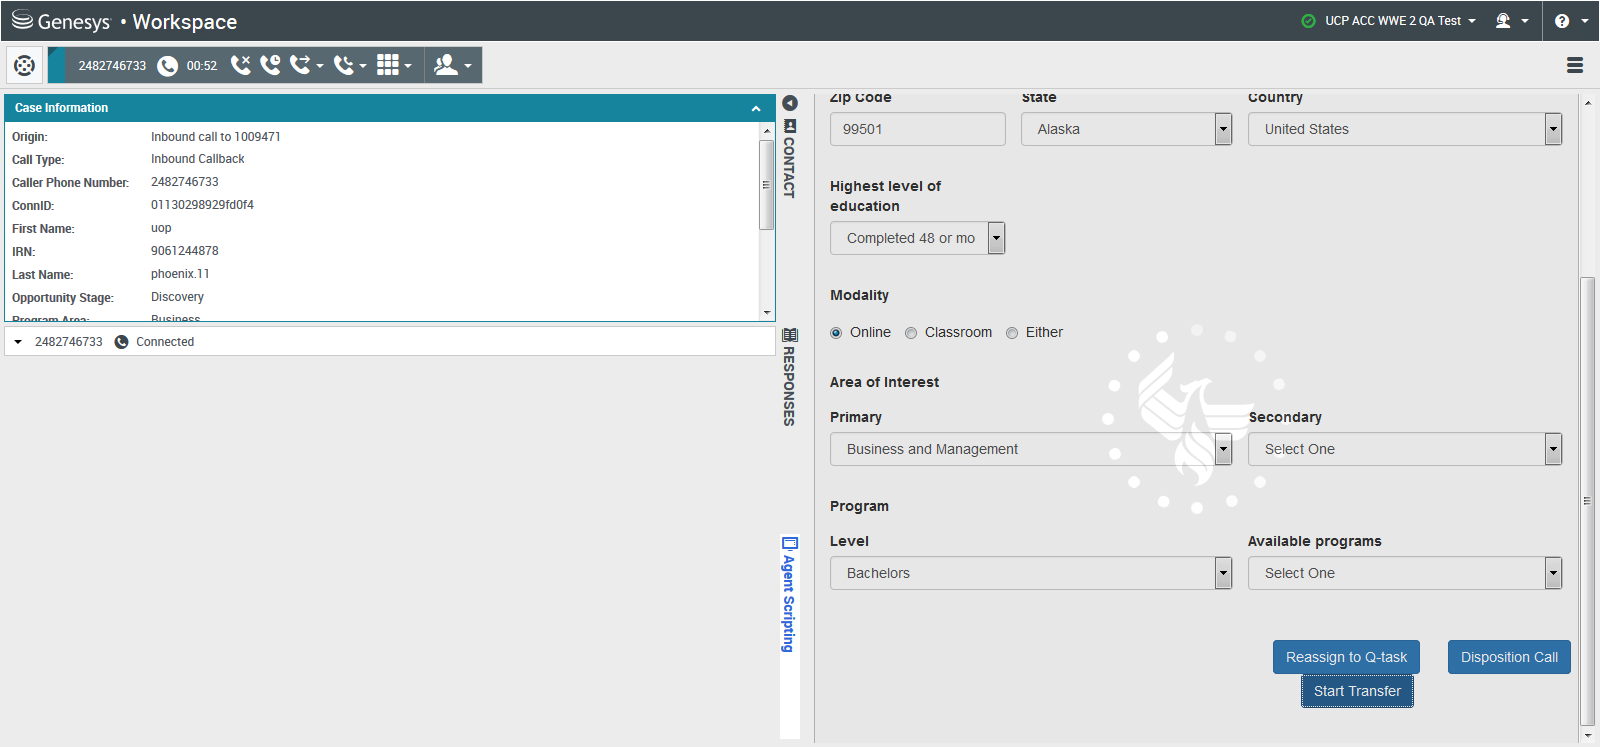 Genesys • Workspace
UCP ACC WWE 2 QA Test
?
2482746733 00:52
Case Information
Origin: Inbound call to 1009471
Call Type: Inbound Callback
Caller Phone Number: 2482746733
ConnID: 01130298929fd0f4
First Name: uop
IRN: 9061244878
Last Name: phoenix.11
Opportunity Stage: Discovery
Program Area: Business
2482746733 Connected
CONTACT
RESPONSES
Agent Scripting
Zip Code State Country
99501 Alaska United States
Highest level of
education
Completed 48 or mo
Modality
Online Classroom Either
Area of Interest
Primary Secondary
Business and Management Select One
Program
Level Available programs
Bachelors Select One
Reassign to Q-task Disposition Call
Start Transfer